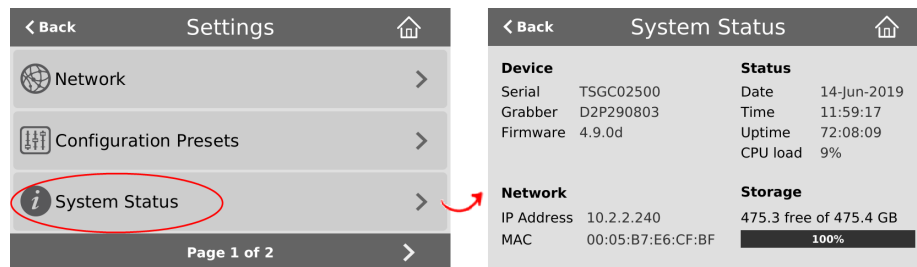 Back Settings
Network
Configuration Presets
System Status
Page 1 of 2
Back System Status
Device
Serial TSGC02500
Grabber D2P290803
Firmware 4.9.0d
Status
Date 14-Jun-2019
Time 11:59:17
Uptime 72:08:09
CPU load 9%
Network
IP Address 10.2.2.240
MAC 00:05:B7:E6:CF:BF
Storage
475.3 free of 475.4 GB
100%